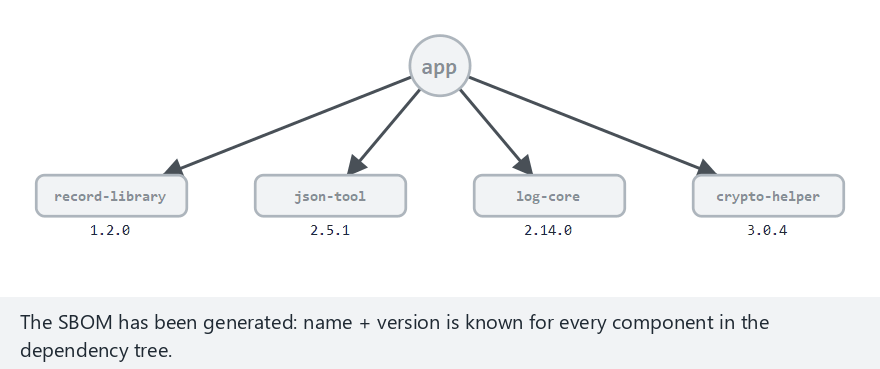 app
record-library
json-tool
log-core
crypto-helper
1.2.0
2.5.1
2.14.0
3.0.4
The SBOM has been generated: name + version is known for every component in the
dependency tree.